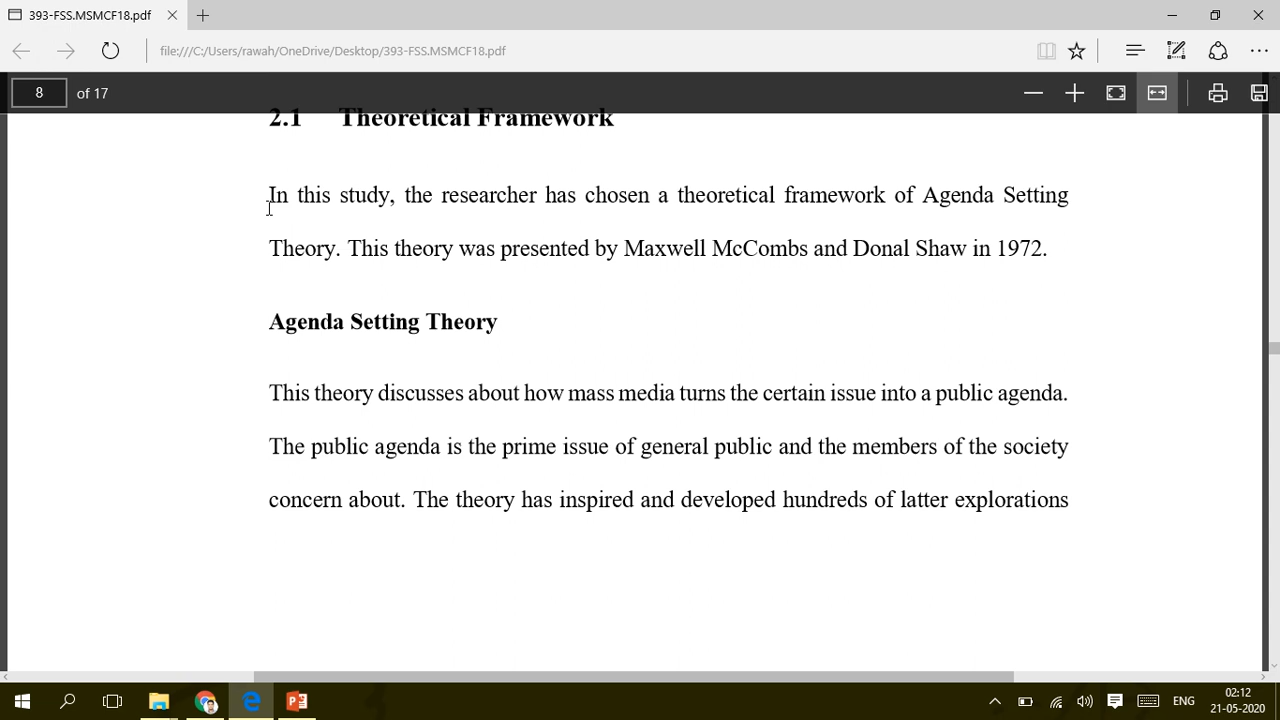 393-FSS.MSMCF18.pdf
file:///C:/Users/rawah/OneDrive/Desktop/393-FSS.MSMCF18.pdf
8 of 17
2.1 Theoretical Framework
In this study, the researcher has chosen a theoretical framework of Agenda Setting
Theory. This theory was presented by Maxwell McCombs and Donal Shaw in 1972.
Agenda Setting Theory
This theory discusses about how mass media turns the certain issue into a public agenda.
The public agenda is the prime issue of general public and the members of the society
concern about. The theory has inspired and developed hundreds of latter explorations
ENG
02:12
21-05-2020